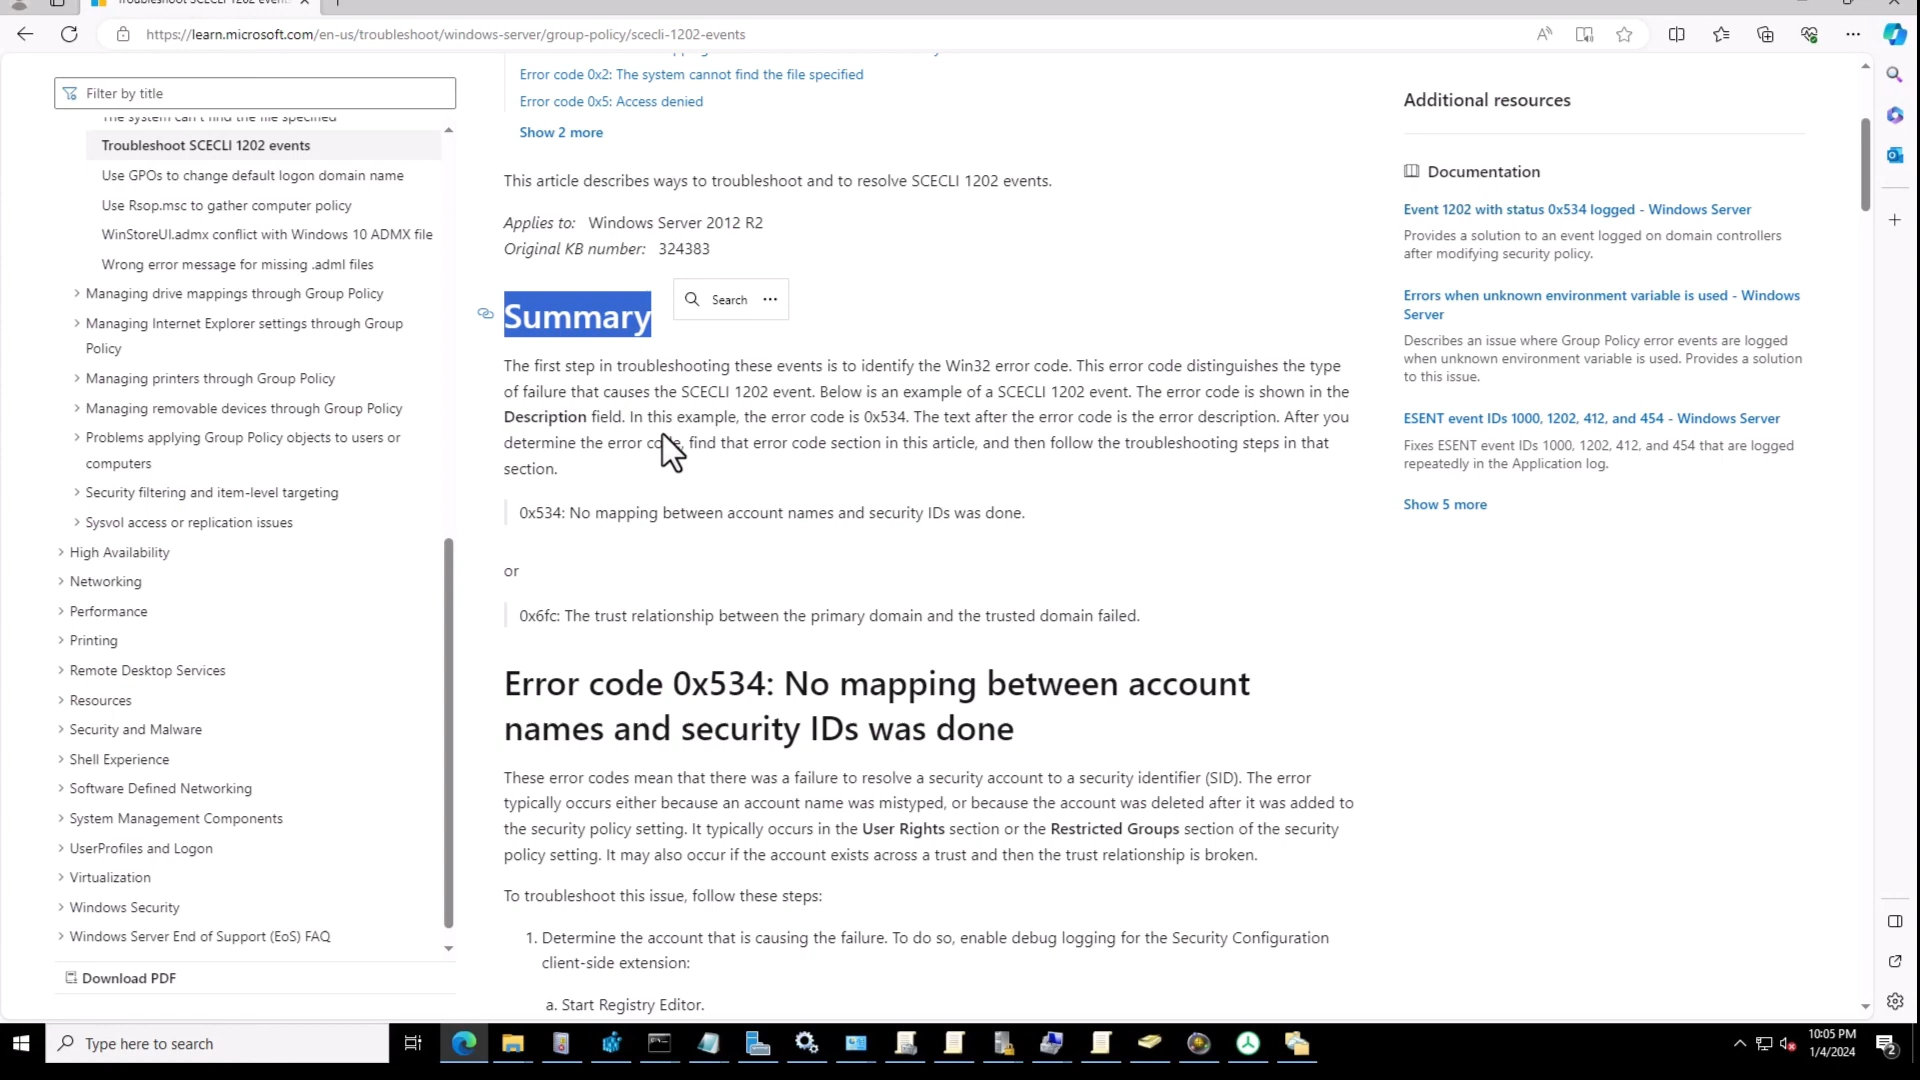 https://learn.microsoft.com/en-us/troubleshoot/windows-server/group-policy/scecli-1202-events
Filter by title
The system can't find the file specified
Troubleshoot SCECLI 1202 events
Use GPOs to change default logon domain name
Use Rsop.msc to gather computer policy
WinStoreUI.admx conflict with Windows 10 ADMX file
Wrong error message for missing .adml files
Managing drive mappings through Group Policy
Managing Internet Explorer settings through Group
Policy
Managing printers through Group Policy
Managing removable devices through Group Policy
Problems applying Group Policy objects to users or
computers
Security filtering and item-level targeting
Sysvol access or replication issues
High Availability
Networking
Performance
Printing
Remote Desktop Services
Resources
Security and Malware
Shell Experience
Software Defined Networking
System Management Components
UserProfiles and Logon
Virtualization
Windows Security
Windows Server End of Support (EoS) FAQ
Download PDF
Error code 0x2: The system cannot find the file specified
Error code 0x5: Access denied
Show 2 more
This article describes ways to troubleshoot and to resolve SCECLI 1202 events.
Applies to: Windows Server 2012 R2
Original KB number: 324383
Search
Summary
The first step in troubleshooting these events is to identify the Win32 error code. This error code distinguishes the type
of failure that causes the SCECLI 1202 event. Below is an example of a SCECLI 1202 event. The error code is shown in the
Description field. In this example, the error code is 0x534. The text after the error code is the error description. After you
determine the error code, find that error code section in this article, and then follow the troubleshooting steps in that
section.
0x534: No mapping between account names and security IDs was done.
or
0x6fc: The trust relationship between the primary domain and the trusted domain failed.
Error code 0x534: No mapping between account
names and security IDs was done
These error codes mean that there was a failure to resolve a security account to a security identifier (SID). The error
typically occurs either because an account name was mistyped, or because the account was deleted after it was added to
the security policy setting. It typically occurs in the User Rights section or the Restricted Groups section of the security
policy setting. It may also occur if the account exists across a trust and then the trust relationship is broken.
To troubleshoot this issue, follow these steps:
1. Determine the account that is causing the failure. To do so, enable debug logging for the Security Configuration
client-side extension:
a. Start Registry Editor.
Additional resources
Documentation
Event 1202 with status 0x534 logged - Windows Server
Provides a solution to an event logged on domain controllers
after modifying security policy.
Errors when unknown environment variable is used - Windows
Server
Describes an issue where Group Policy error events are logged
when unknown environment variable is used. Provides a solution
to this issue.
ESENT event IDs 1000, 1202, 412, and 454 - Windows Server
Fixes ESENT event IDs 1000, 1202, 412, and 454 that are logged
repeatedly in the Application log.
Show 5 more
Type here to search
10:05 PM
1/4/2024
2